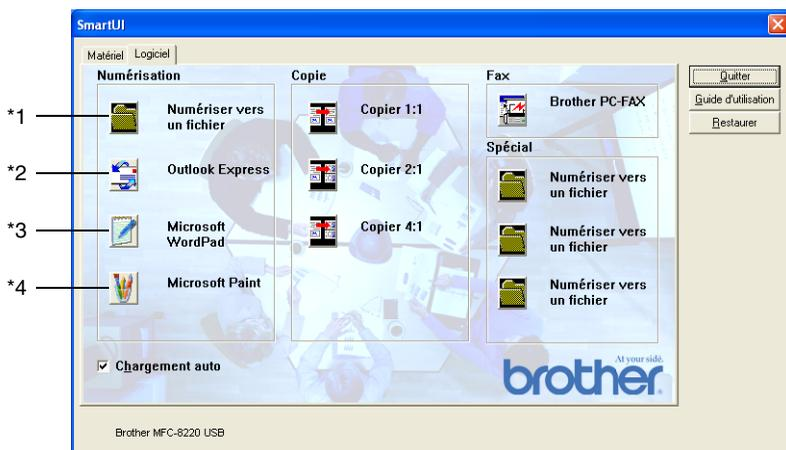 SmartUI
Matériel Logiciel
Numérisation
*1 Numériser vers
un fichier
*2 Outlook Express
*3 Microsoft
WordPad
*4 Microsoft Paint
Copie
Copier 1:1
Copier 2:1
Copier 4:1
Fax
Brother PC-FAX
Spécial
Numériser vers
un fichier
Numériser vers
un fichier
Numériser vers
un fichier
Quitter
Guide d'utilisation
Restaurer
Chargement auto
At your side.
brother
Brother MFC-8220 USB